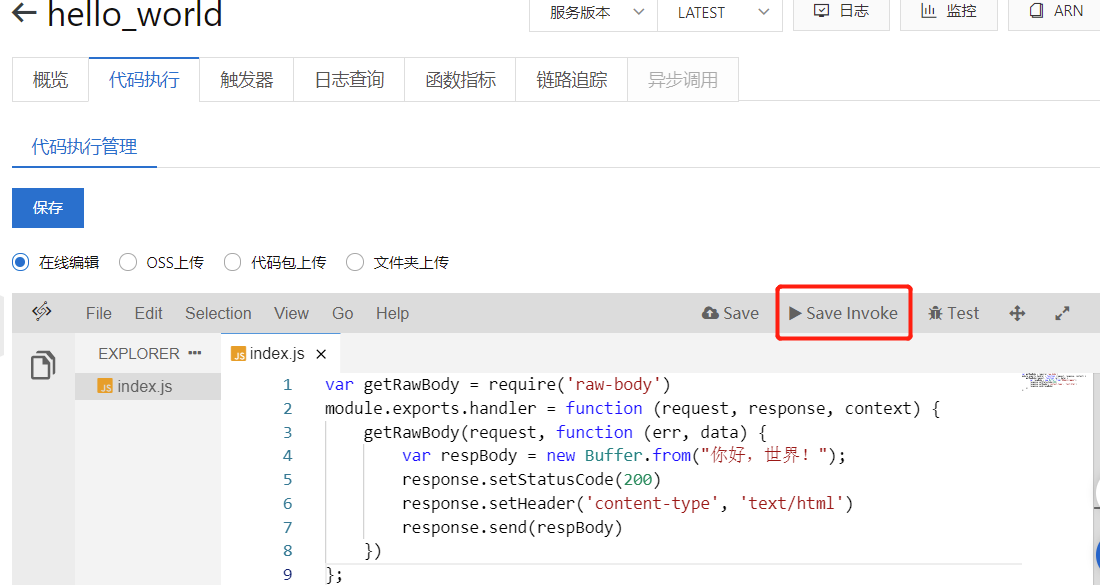 hello_world
服务版本 LATEST 日志 监控 ARN
概览 代码执行 触发器 日志查询 函数指标 链路追踪 异步调用
代码执行管理
保存
在线编辑 OSS上传 代码包上传 文件夹上传
File Edit Selection View Go Help Save Save Invoke Test
EXPLORER ··· JS index.js ×
JS index.js
1 var getRawBody = require('raw-body')
2 module.exports.handler = function (request, response, context) {
3 getRawBody(request, function (err, data) {
4 var respBody = new Buffer.from("你好，世界！");
5 response.setStatusCode(200)
6 response.setHeader('content-type', 'text/html')
7 response.send(respBody)
8 })
9 };